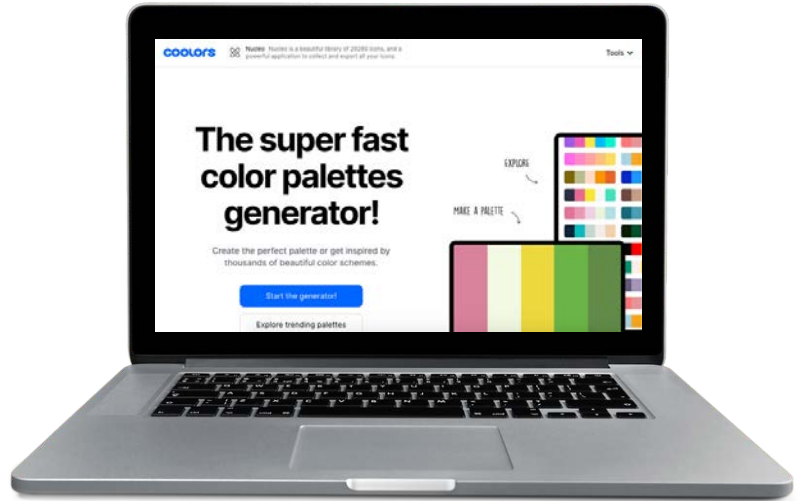 coolors
Nucleo Nucleo is a beautiful library of 29280 icons, and a
powerful application to collect and export all your icons.
Tools
The super fast
color palettes
generator!
EXPLORE
MAKE A PALETTE
Create the perfect palette or get inspired by
thousands of beautiful color schemes.
Start the generator!
Explore trending palettes